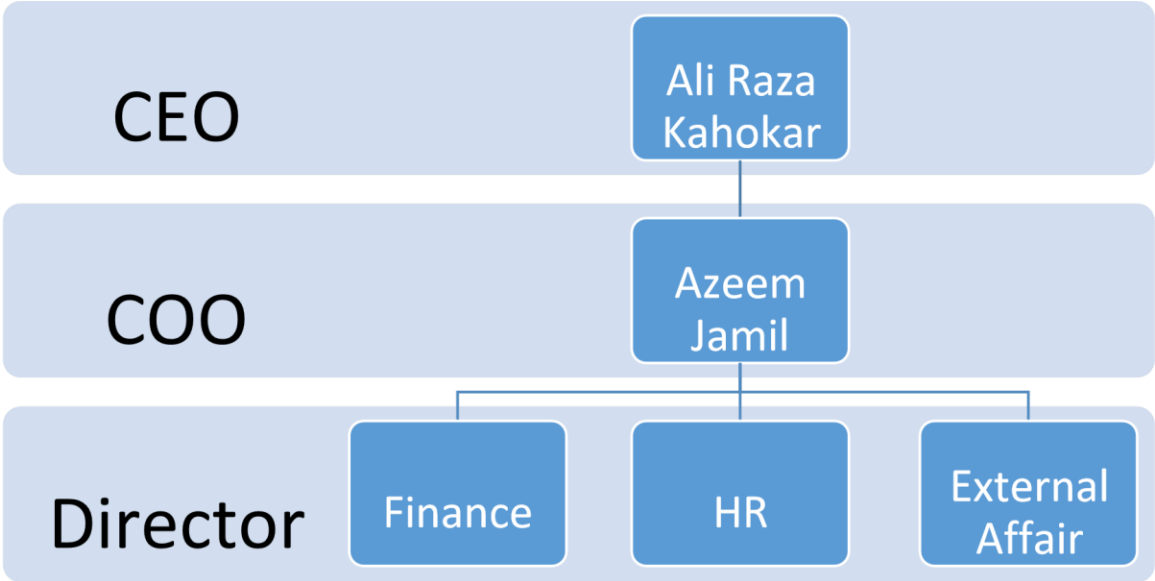 CEO
Ali Raza
Kahokar
COO
Azeem
Jamil
Director
Finance
HR
External
Affair